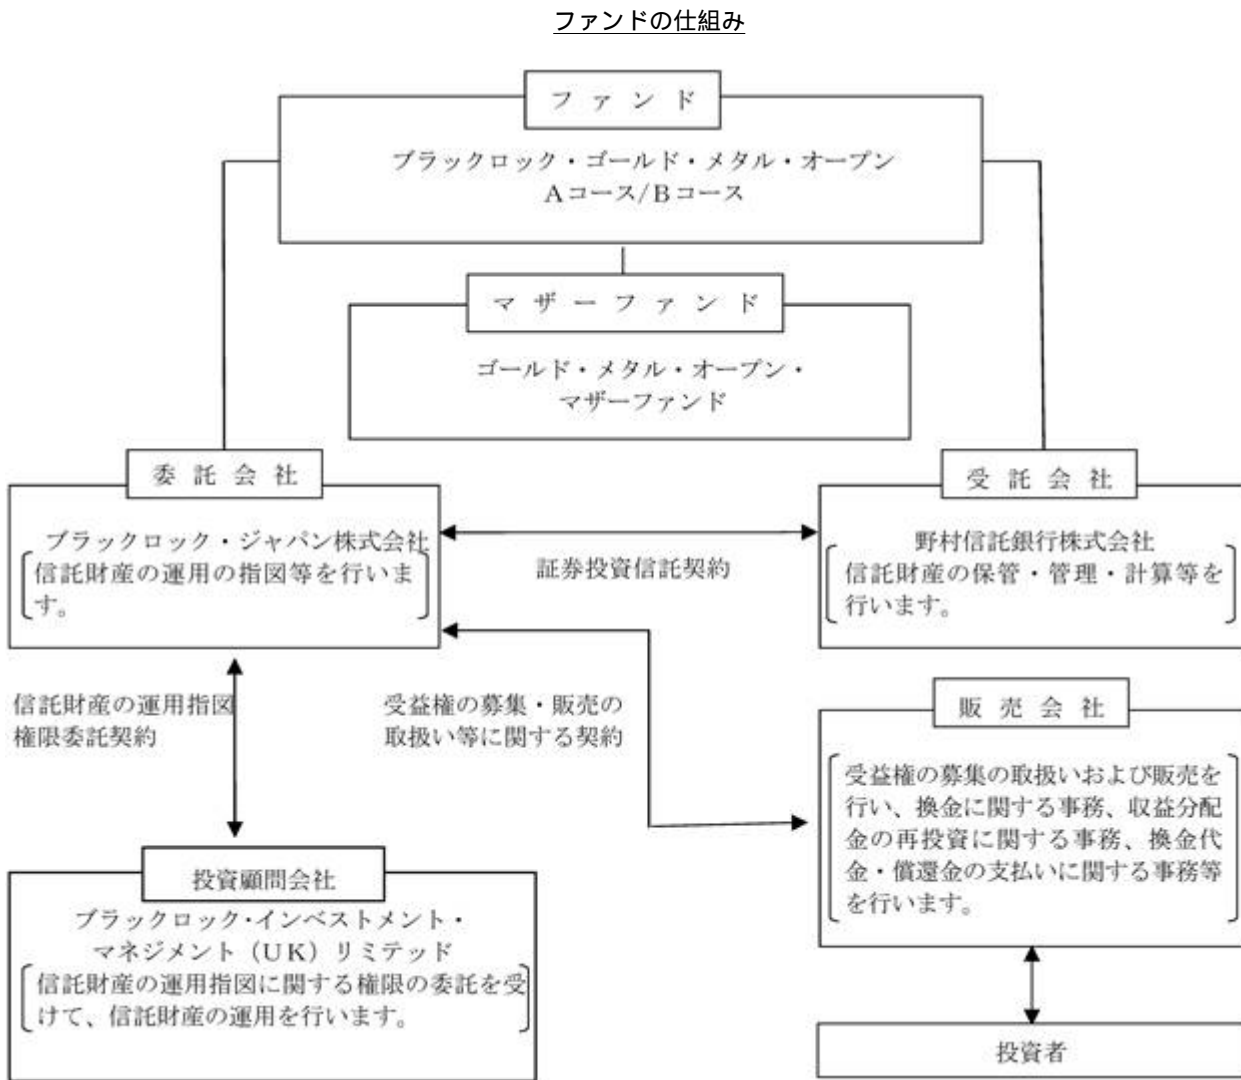 ファンドの仕組み
ファンド
ブラックロック・ゴールド・メタル・オープン
Aコース/Bコース
マザーファンド
ゴールド・メタル・オープン・
マザーファンド
委託会社
ブラックロック・ジャパン株式会社
信託財産の運用の指図等を行いま
す。
証券投資信託契約
受託会社
野村信託銀行株式会社
信託財産の保管・管理・計算等を
行います。
信託財産の運用指図
権限委託契約
受益権の募集・販売の
取扱い等に関する契約
販売会社
受益権の募集の取扱いおよび販売を
行い、換金に関する事務、収益分配
金の再投資に関する事務、換金代
金・償還金の支払いに関する事務等
を行います。
投資顧問会社
ブラックロック・インベストメント・
マネジメント（UK）リミテッド
信託財産の運用指図に関する権限の委託を受
けて、信託財産の運用を行います。
投資者